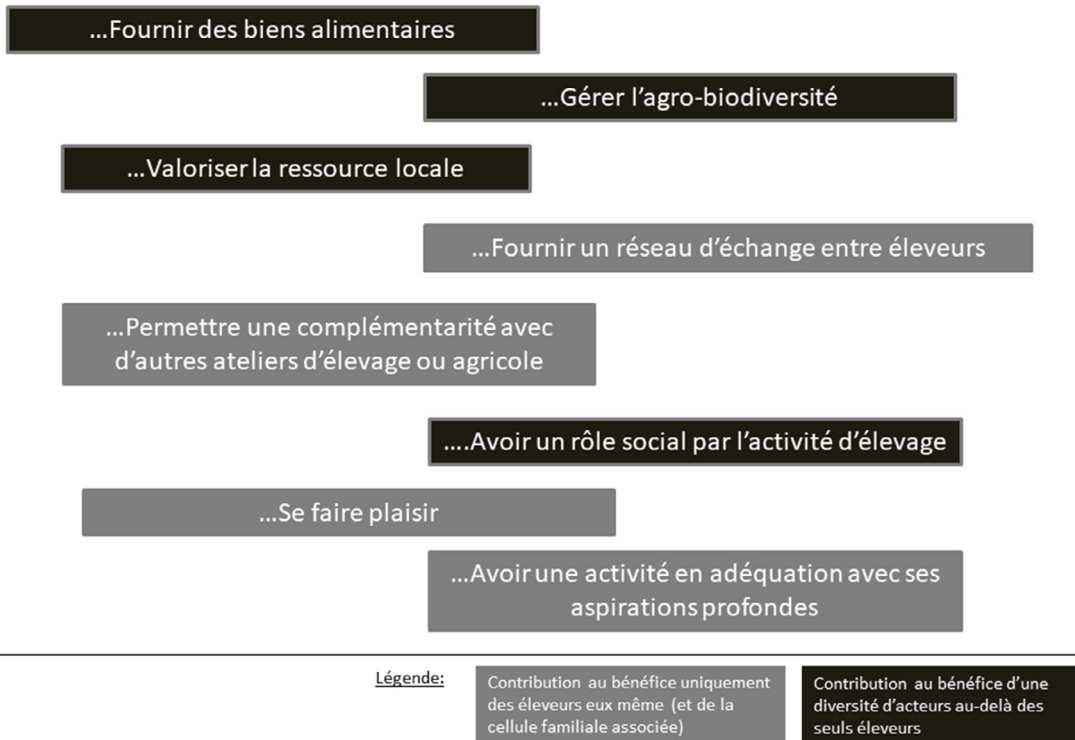 ...Fournir des biens alimentaires
...Gérer l'agro-biodiversité
...Valoriser la ressource locale
...Fournir un réseau d'échange entre éleveurs
...Permettre une complémentarité avec
d'autres ateliers d'élevage ou agricole
....Avoir un rôle social par l'activité d'élevage
...Se faire plaisir
...Avoir une activité en adéquation avec ses
aspirations profondes
Légende:
Contribution au bénéfice uniquement
des éleveurs eux même (et de la
cellule familiale associée)
Contribution au bénéfice d'une
diversité d'acteurs au-delà des
seuls éleveurs